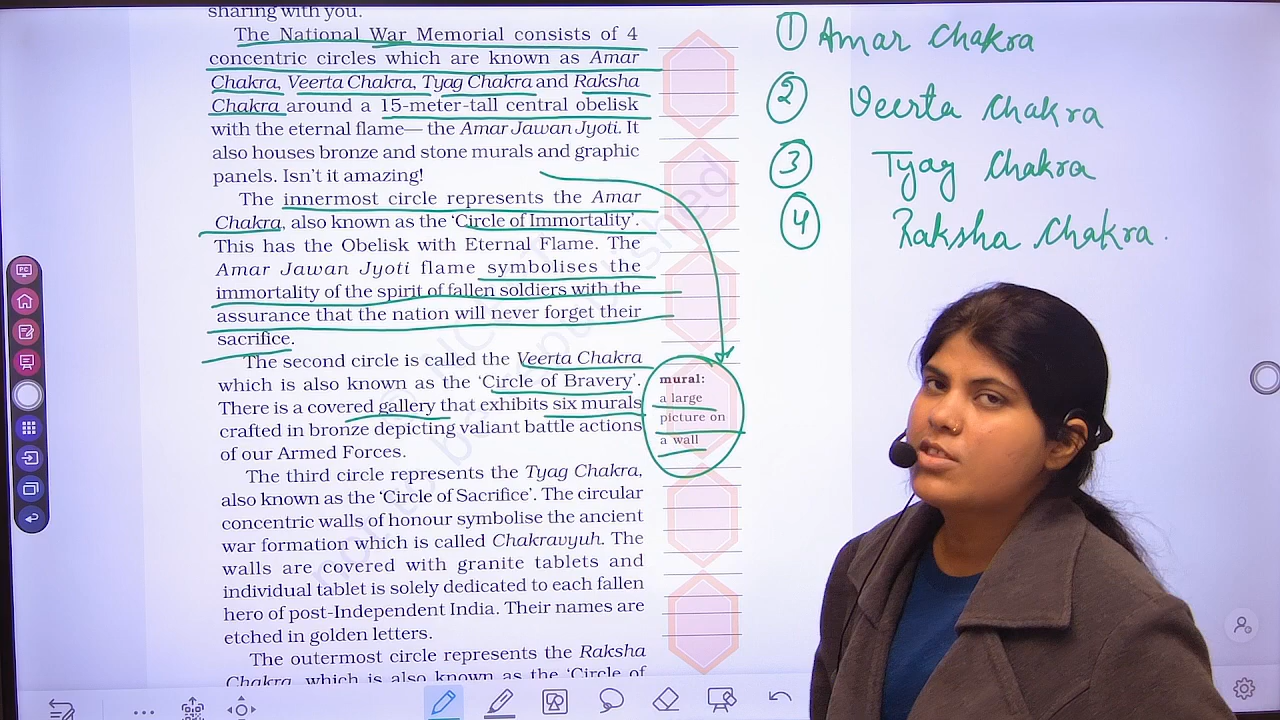 sharing with you.
The National War Memorial consists of 4
concentric circles which are known as Amar
Chakra, Veerta Chakra, Tyag Chakra and Raksha
Chakra around a 15-meter-tall central obelisk
with the eternal flame— the Amar Jawan Jyoti. It
also houses bronze and stone murals and graphic
panels. Isn't it amazing!
The innermost circle represents the Amar
Chakra, also known as the 'Circle of Immortality'.
This has the Obelisk with Eternal Flame. The
Amar Jawan Jyoti flame symbolises the
immortality of the spirit of fallen soldiers with the
assurance that the nation will never forget their
sacrifice.
The second circle is called the Veerta Chakra
which is also known as the 'Circle of Bravery'.
There is a covered gallery that exhibits six murals
crafted in bronze depicting valiant battle actions
of our Armed Forces.
The third circle represents the Tyag Chakra,
also known as the 'Circle of Sacrifice'. The circular
concentric walls of honour symbolise the ancient
war formation which is called Chakravyuh. The
walls are covered with granite tablets and
individual tablet is solely dedicated to each fallen
hero of post-Independent India. Their names are
etched in golden letters.
The outermost circle represents the Raksha
Chakra, which is also known as the 'Circle of
mural:
a large
picture on
a wall
1 Amar Chakra
2 Veerta Chakra
3 Tyag Chakra
4 Raksha Chakra.